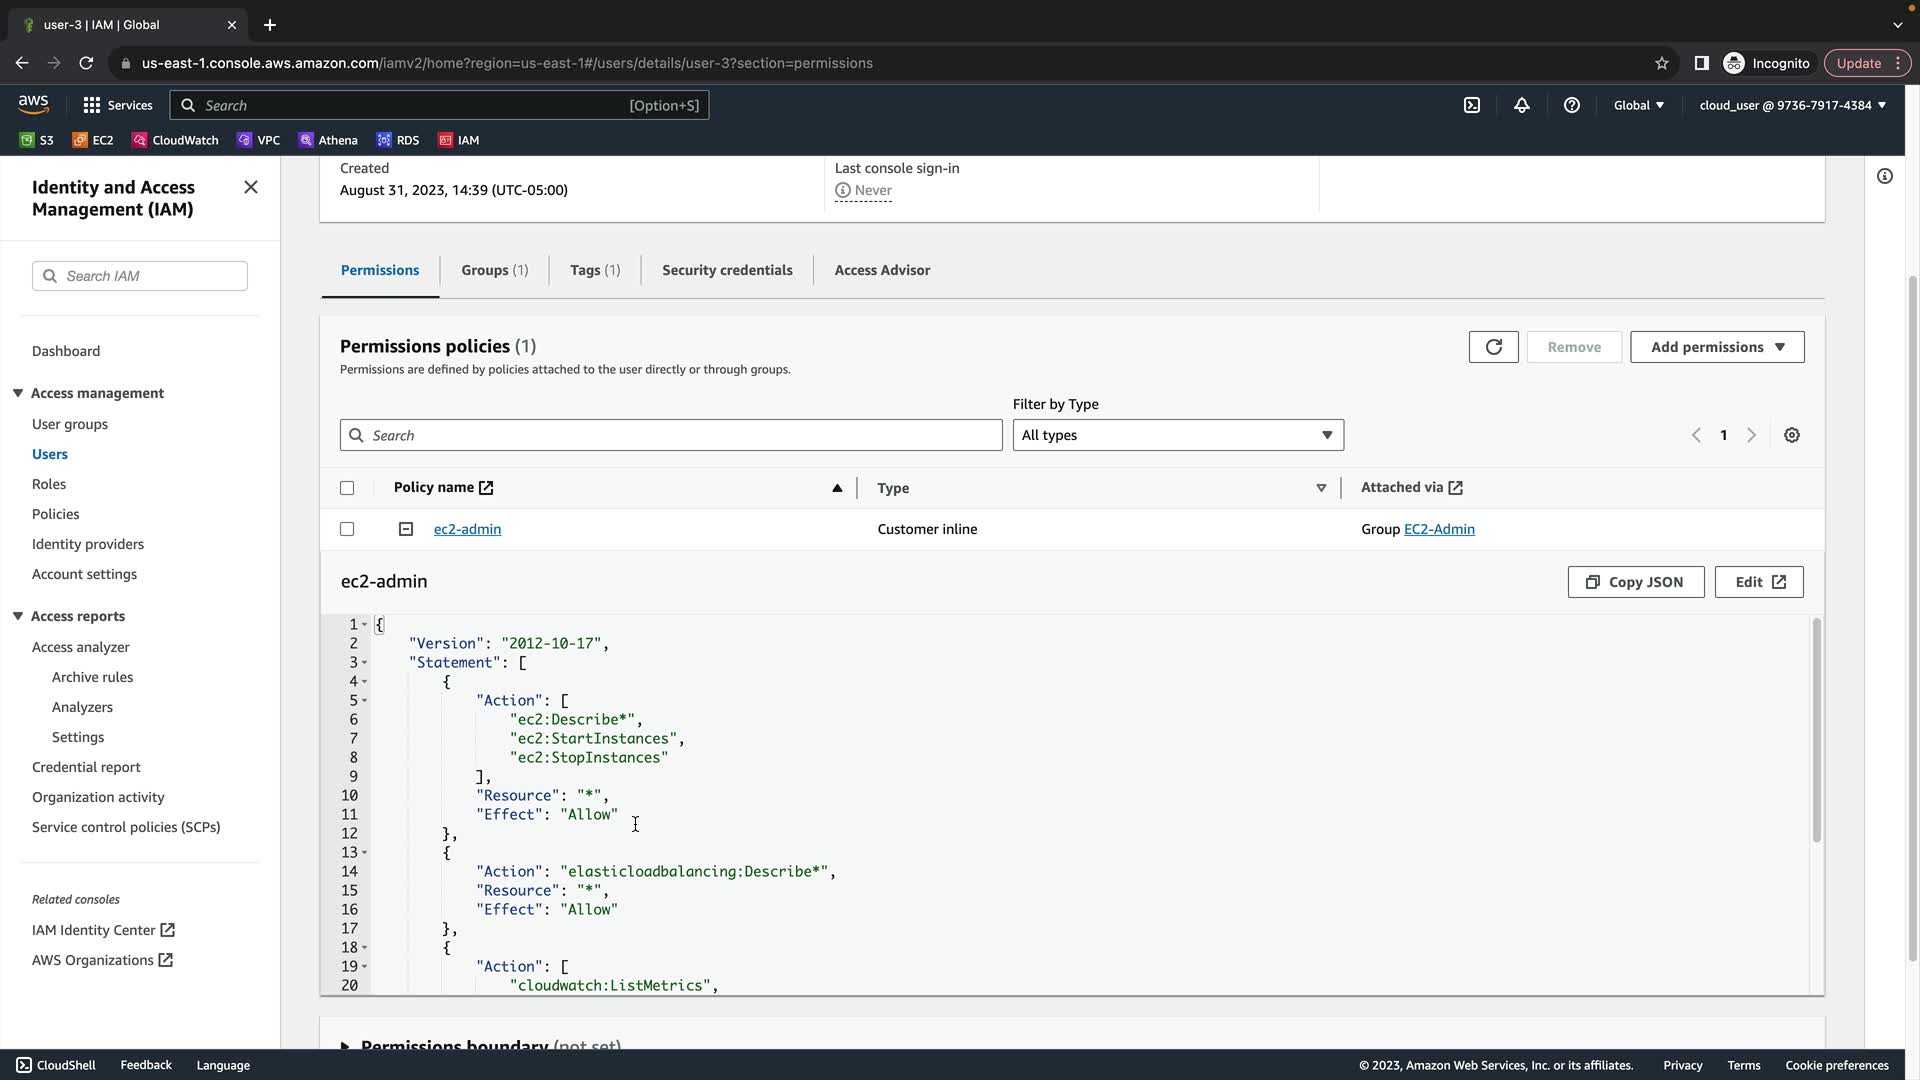 user-3 | IAM | Global
us-east-1.console.aws.amazon.com/iamv2/home?region=us-east-1#/users/details/user-3?section=permissions
Incognito
Update
aws
Services
Search
[Option+S]
Global
cloud_user @ 9736-7917-4384
S3
EC2
CloudWatch
VPC
Athena
RDS
IAM
Identity and Access
Management (IAM)
Search IAM
Dashboard
Access management
User groups
Users
Roles
Policies
Identity providers
Account settings
Access reports
Access analyzer
Archive rules
Analyzers
Settings
Credential report
Organization activity
Service control policies (SCPs)
Related consoles
IAM Identity Center
AWS Organizations
Created
August 31, 2023, 14:39 (UTC-05:00)
Last console sign-in
Never
Permissions
Groups (1)
Tags (1)
Security credentials
Access Advisor
Permissions policies (1)
Permissions are defined by policies attached to the user directly or through groups.
Remove
Add permissions
Filter by Type
Search
All types
1
Policy name
Type
Attached via
ec2-admin
Customer inline
Group EC2-Admin
ec2-admin
Copy JSON
Edit
1 {
2 "Version": "2012-10-17",
3 "Statement": [
4 {
5 "Action": [
6 "ec2:Describe*",
7 "ec2:StartInstances",
8 "ec2:StopInstances"
9 ],
10 "Resource": "*",
11 "Effect": "Allow"
12 },
13 {
14 "Action": "elasticloadbalancing:Describe*",
15 "Resource": "*",
16 "Effect": "Allow"
17 },
18 {
19 "Action": [
20 "cloudwatch:ListMetrics",
Permissions boundary (not set)
CloudShell
Feedback
Language
© 2023, Amazon Web Services, Inc. or its affiliates.
Privacy
Terms
Cookie preferences